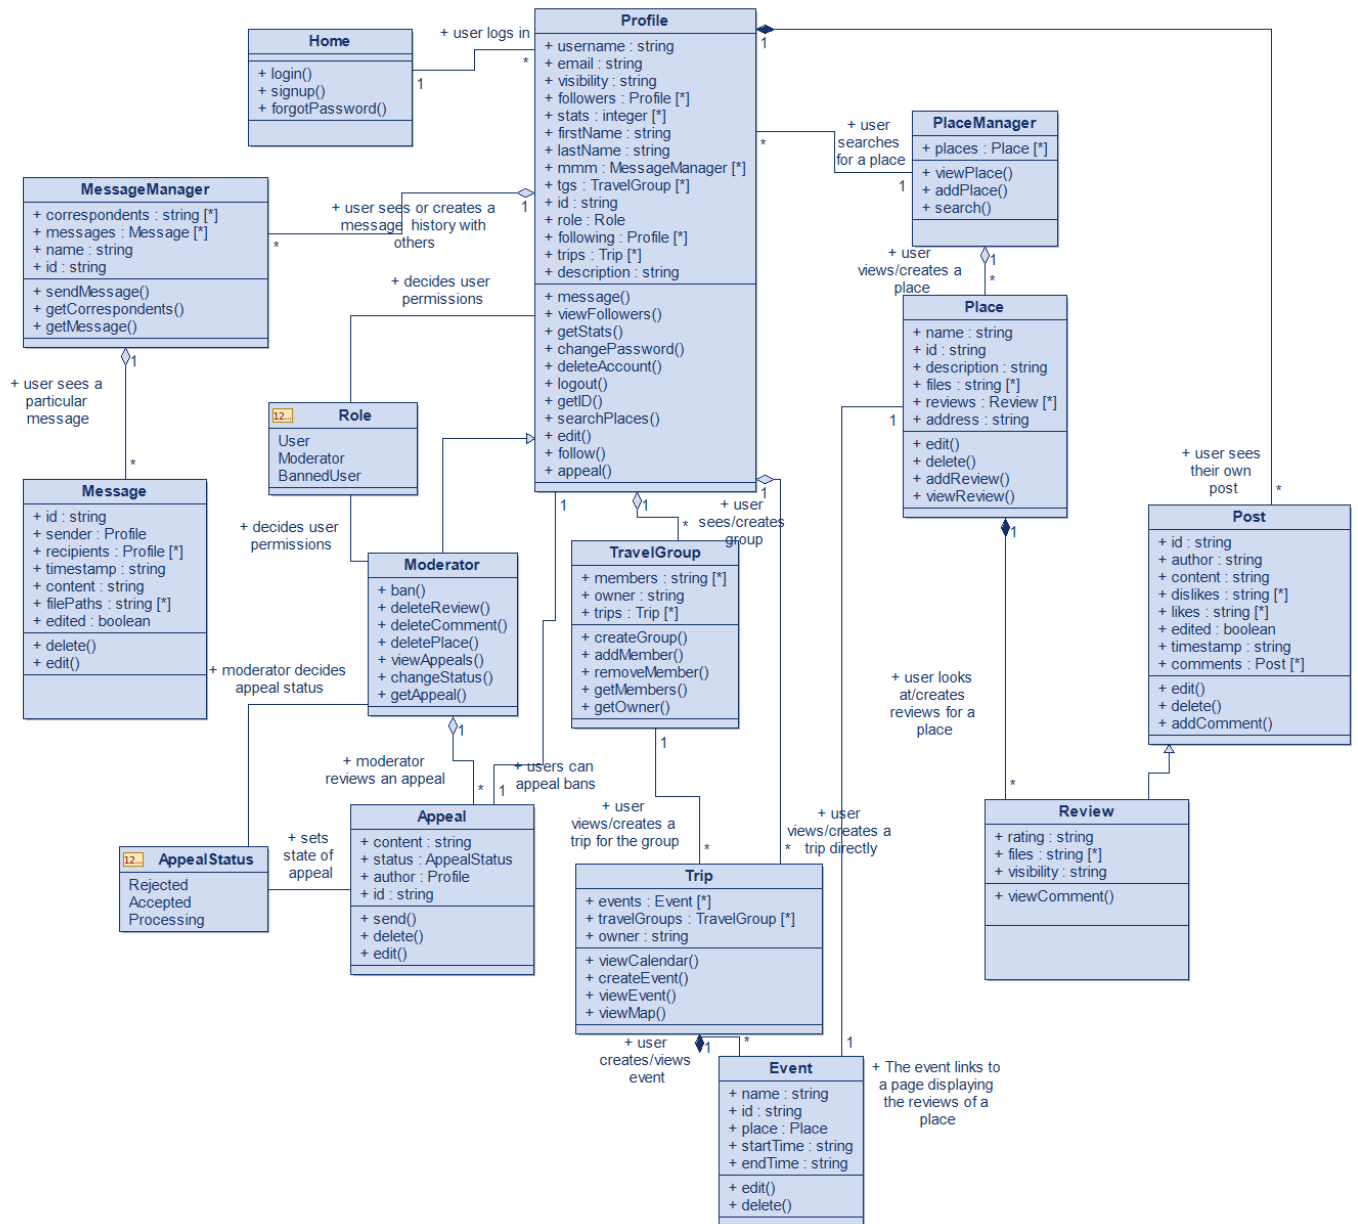 Home
+ login()
+ signup()
+ forgotPassword()
+ user logs in
1
*
Profile
+ username : string
+ email : string
+ visibility : string
+ followers : Profile [*]
+ stats : integer [*]
+ firstName : string
+ lastName : string
+ mmm : MessageManager [*]
+ tgs : TravelGroup [*]
+ id : string
+ role : Role
+ following : Profile [*]
+ trips : Trip [*]
+ description : string
+ message()
+ viewFollowers()
+ getStats()
+ changePassword()
+ deleteAccount()
+ logout()
+ getID()
+ searchPlaces()
+ edit()
+ follow()
+ appeal()
1
*
+ user
searches
for a place
1
PlaceManager
+ places : Place [*]
+ viewPlace()
+ addPlace()
+ search()
MessageManager
+ correspondents : string [*]
+ messages : Message [*]
+ name : string
+ id : string
+ sendMessage()
+ getCorrespondents()
+ getMessage()
+ user sees or creates a
message history with
others
1
*
+ decides user
permissions
+ user
views/creates a
place
1
*
Place
+ name : string
+ id : string
+ description : string
+ files : string [*]
+ reviews : Review [*]
+ address : string
+ edit()
+ delete()
+ addReview()
+ viewReview()
1
1
+ user sees a
particular
message
1
*
12...
Role
User
Moderator
BannedUser
+ decides user
permissions
+ user sees
their own
post
*
Message
+ id : string
+ sender : Profile
+ recipients : Profile [*]
+ timestamp : string
+ content : string
+ filePaths : string [*]
+ edited : boolean
+ delete()
+ edit()
Moderator
+ ban()
+ deleteReview()
+ deleteComment()
+ deletePlace()
+ viewAppeals()
+ changeStatus()
+ getAppeal()
1
1
*
1
+ user
sees/creates
group
TravelGroup
+ members : string [*]
+ owner : string
+ trips : Trip [*]
+ createGroup()
+ addMember()
+ removeMember()
+ getMembers()
+ getOwner()
1
Post
+ id : string
+ author : string
+ content : string
+ dislikes : string [*]
+ likes : string [*]
+ edited : boolean
+ timestamp : string
+ comments : Post [*]
+ edit()
+ delete()
+ addComment()
+ moderator decides
appeal status
+ user looks
at/creates
reviews for a
place
*
1
+ moderator
reviews an appeal
*
1
+ users can
appeal bans
+ user
views/creates a
trip for the group
*
+ user
views/creates a
trip directly
*
12...
AppealStatus
Rejected
Accepted
Processing
+ sets
state of
appeal
Appeal
+ content : string
+ status : AppealStatus
+ author : Profile
+ id : string
+ send()
+ delete()
+ edit()
Trip
+ events : Event [*]
+ travelGroups : TravelGroup [*]
+ owner : string
+ viewCalendar()
+ createEvent()
+ viewEvent()
+ viewMap()
Review
+ rating : string
+ files : string [*]
+ visibility : string
+ viewComment()
+ user
creates/views
event
1
*
1
+ The event links to
a page displaying
the reviews of a
place
Event
+ name : string
+ id : string
+ place : Place
+ startTime : string
+ endTime : string
+ edit()
+ delete()